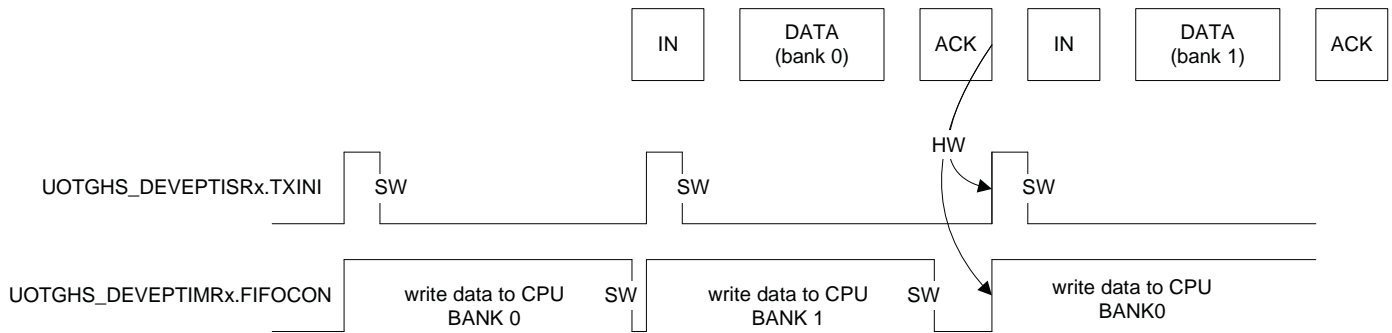 IN
DATA
(bank 0)
ACK
IN
DATA
(bank 1)
ACK
HW
UOTGHS_DEVEPTISRx.TXINI
SW
SW
SW
UOTGHS_DEVEPTIMRx.FIFOCON
write data to CPU
BANK 0
SW
write data to CPU
BANK 1
SW
write data to CPU
BANK0